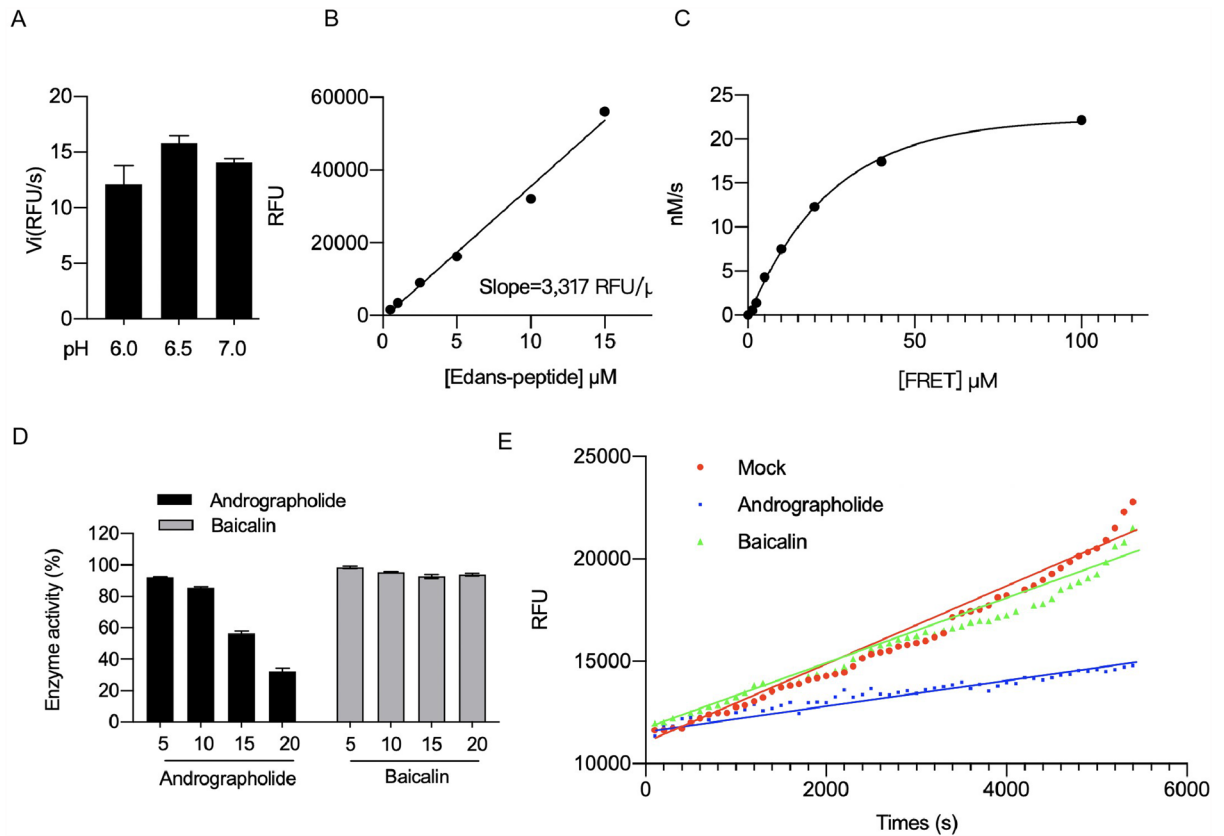 A
B
C
20
15
10
5
0
Vi(RFU/s)
pH 6.0 6.5 7.0
60000
40000
20000
0
RFU
Slope=3,317 RFU/μ
0 5 10 15
[Edans-peptide] μM
25
20
15
10
5
0
nM/s
0 50 100
[FRET] μM
D
Andrographolide
Baicalin
120
100
80
60
40
20
0
Enzyme activity (%)
5 10 15 20 5 10 15 20
Andrographolide Baicalin
E
25000
20000
15000
10000
RFU
Mock
Andrographolide
Baicalin
0 2000 4000 6000
Times (s)